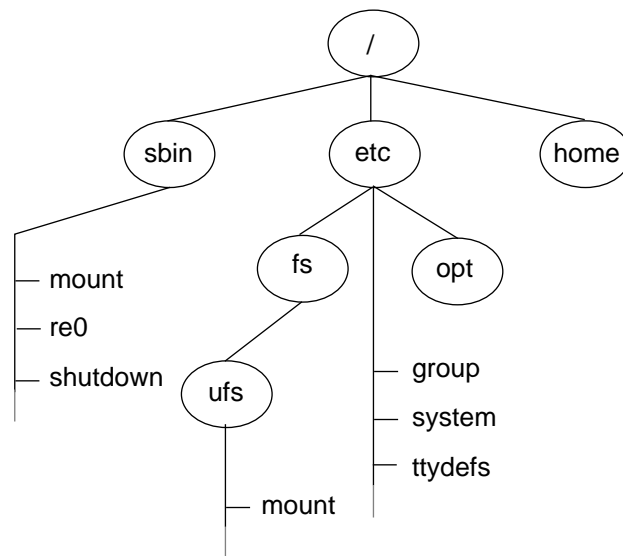 /
sbin
etc
home
fs
opt
mount
re0
shutdown
ufs
group
system
ttydefs
mount